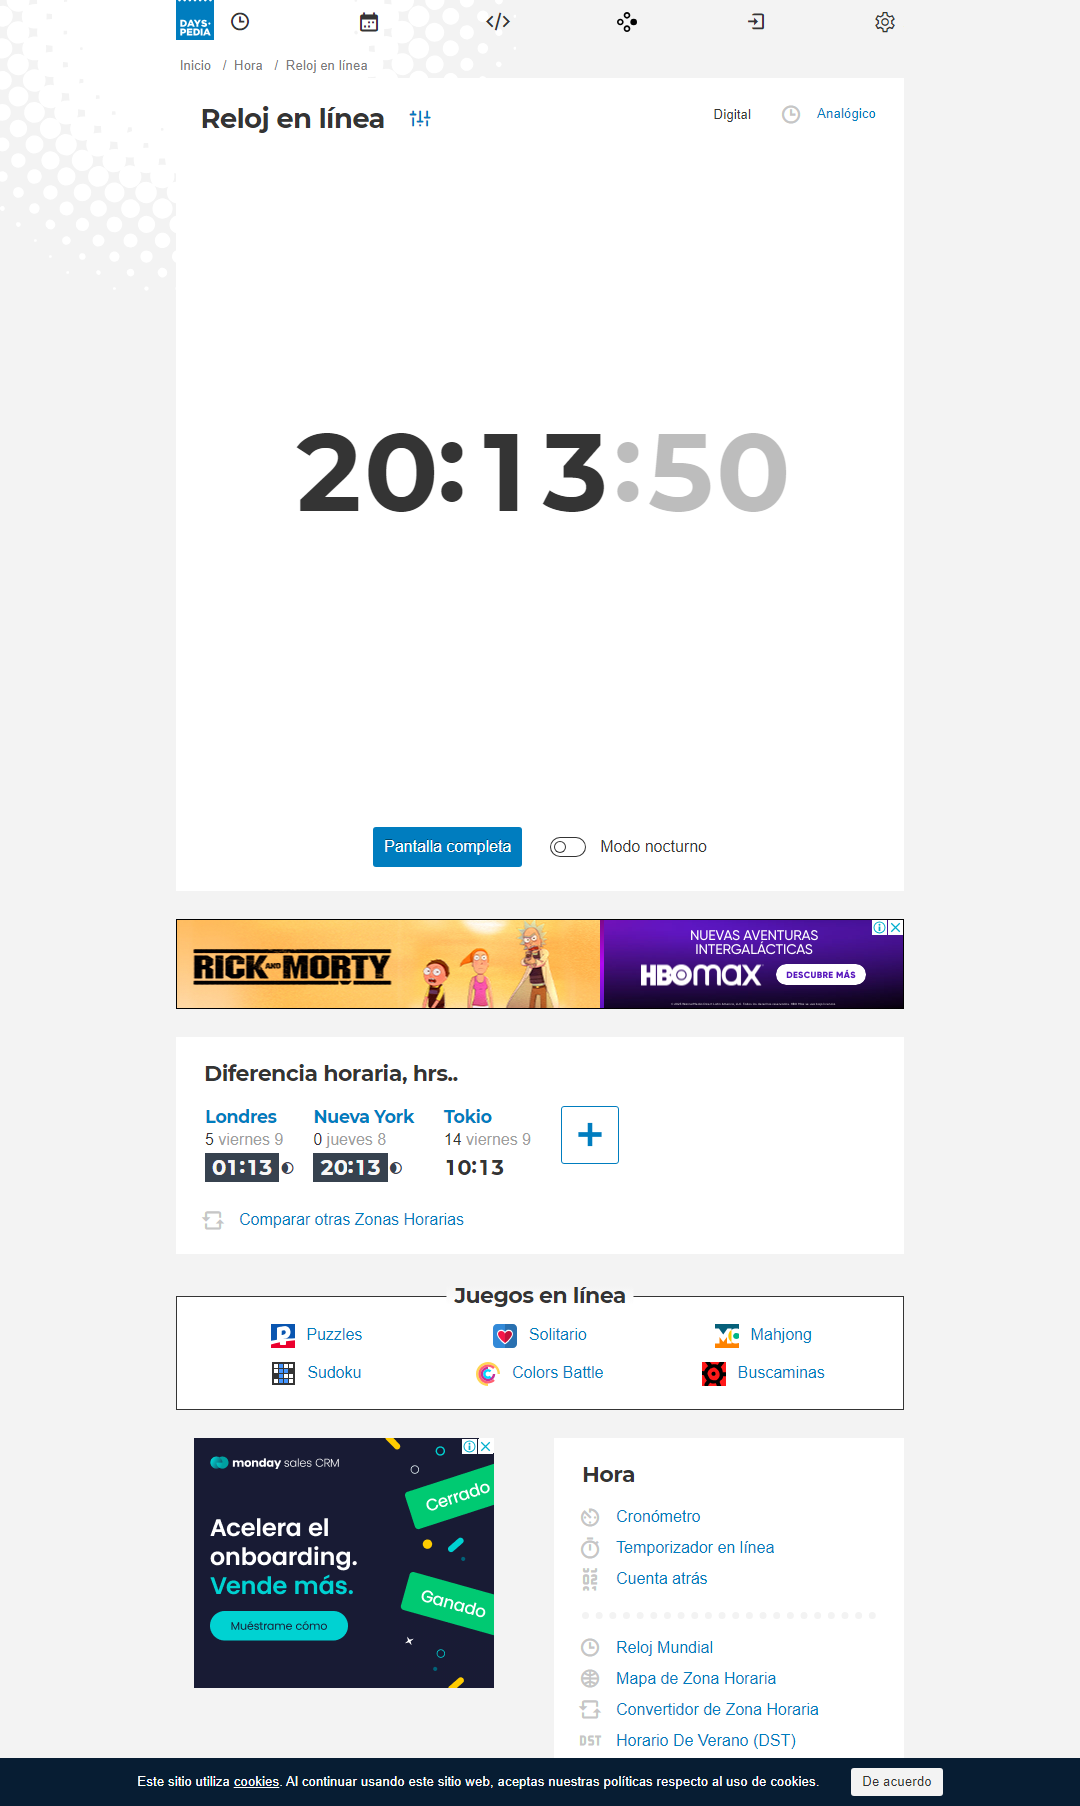 DAYS·
PEDIA
Inicio / Hora / Reloj en línea
Reloj en línea
Digital
Analógico
20:13:50
Pantalla completa
Modo nocturno
RICK AND MORTY
NUEVAS AVENTURAS
INTERGALÁCTICAS
HBOmax
DESCUBRE MÁS
Diferencia horaria, hrs..
Londres
5 viernes 9
01:13
Nueva York
0 jueves 8
20:13
Tokio
14 viernes 9
10:13
Comparar otras Zonas Horarias
Juegos en línea
Puzzles
Solitario
Mahjong
Sudoku
Colors Battle
Buscaminas
monday sales CRM
Acelera el
onboarding.
Vende más.
Muéstrame cómo
Cerrado
Ganado
Hora
Cronómetro
Temporizador en línea
Cuenta atrás
Reloj Mundial
Mapa de Zona Horaria
Convertidor de Zona Horaria
DST Horario De Verano (DST)
Este sitio utiliza cookies. Al continuar usando este sitio web, aceptas nuestras políticas respecto al uso de cookies.
De acuerdo